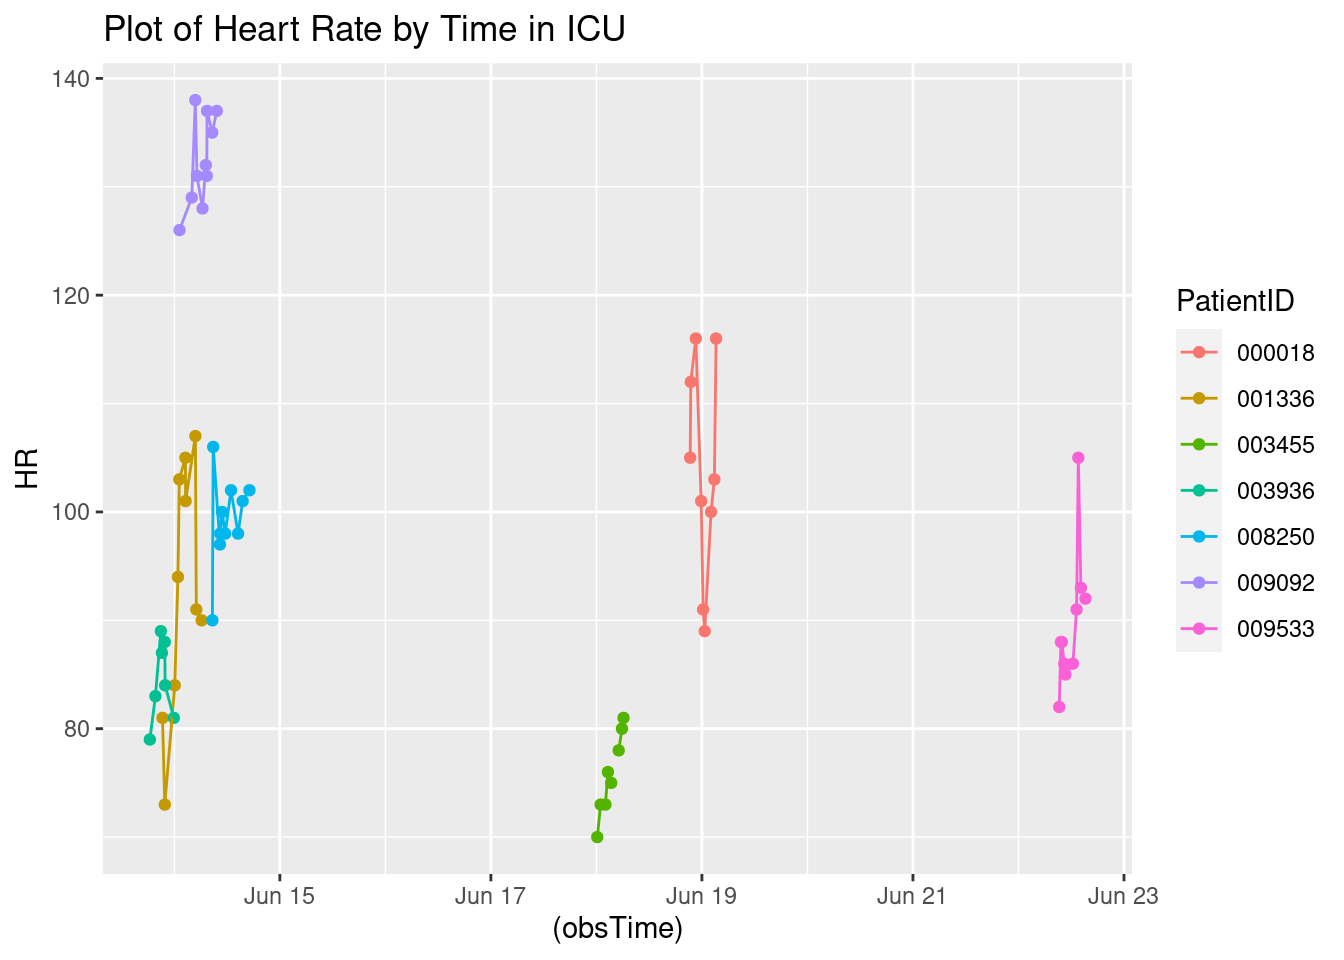 Plot of Heart Rate by Time in ICU
140
120
100
80
HR
Jun 15
Jun 17
Jun 19
Jun 21
Jun 23
(obsTime)
PatientID
000018
001336
003455
003936
008250
009092
009533